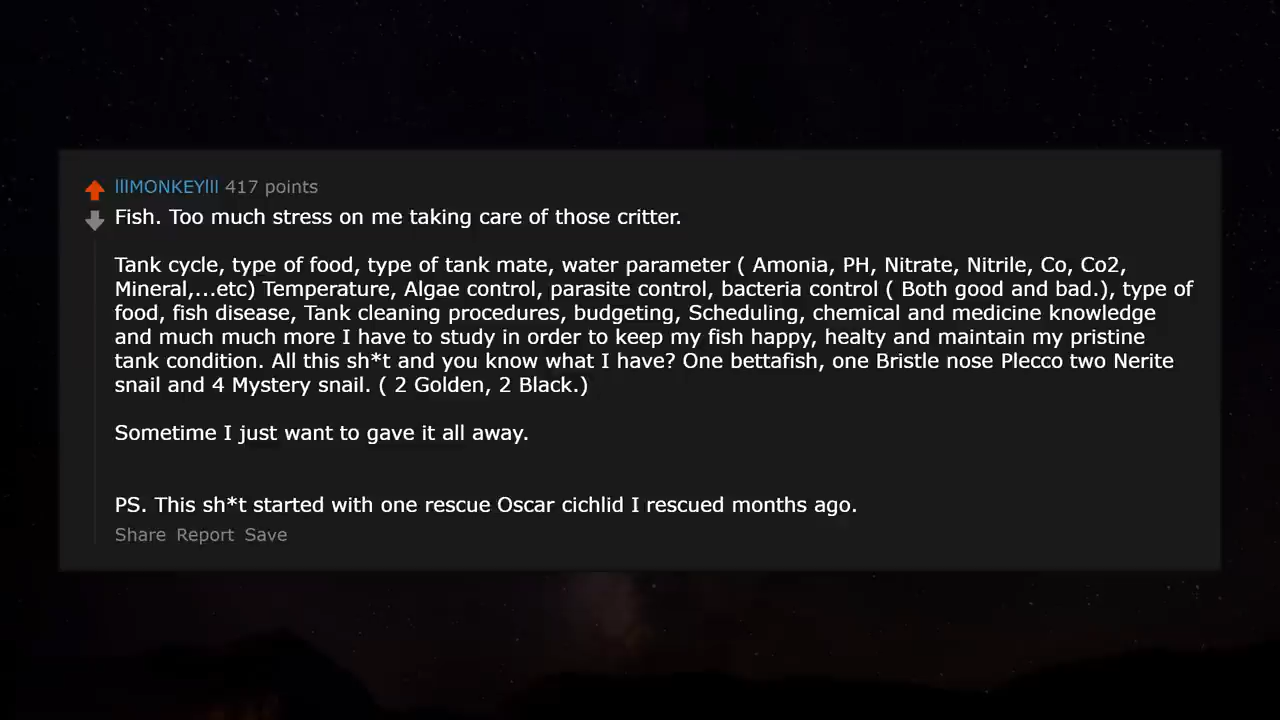 lllMONKEYlll 417 points
Fish. Too much stress on me taking care of those critter.
Tank cycle, type of food, type of tank mate, water parameter ( Amonia, PH, Nitrate, Nitrile, Co, Co2,
Mineral,...etc) Temperature, Algae control, parasite control, bacteria control ( Both good and bad.), type of
food, fish disease, Tank cleaning procedures, budgeting, Scheduling, chemical and medicine knowledge
and much much more I have to study in order to keep my fish happy, healty and maintain my pristine
tank condition. All this sh*t and you know what I have? One bettafish, one Bristle nose Plecco two Nerite
snail and 4 Mystery snail. ( 2 Golden, 2 Black.)
Sometime I just want to gave it all away.
PS. This sh*t started with one rescue Oscar cichlid I rescued months ago.
Share Report Save